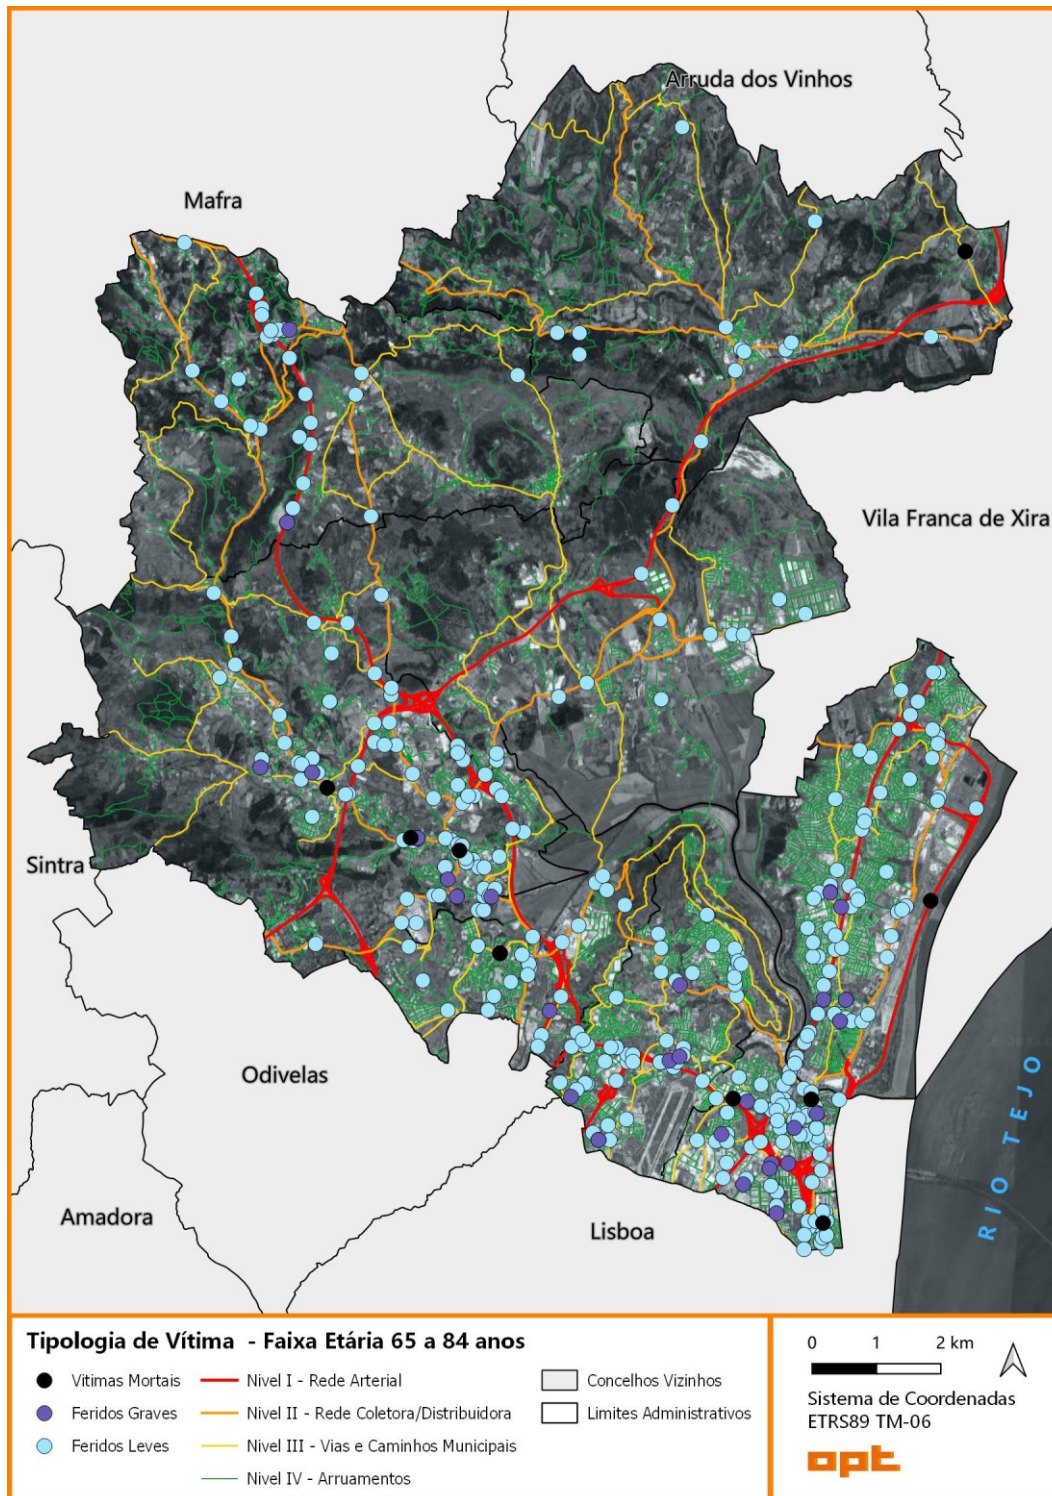 Arruda dos Vinhos
Mafra
Vila Franca de Xira
Sintra
Odivelas
Amadora
Lisboa
RIO TEJO
Tipologia de Vítima - Faixa Etária 65 a 84 anos
Vitimas Mortais
Feridos Graves
Feridos Leves
Nivel I - Rede Arterial
Nivel II - Rede Coletora/Distribuidora
Nivel III - Vias e Caminhos Municipais
Nivel IV - Arruamentos
Concelhos Vizinhos
Limites Administrativos
0 1 2 km
Sistema de Coordenadas
ETRS89 TM-06
opt